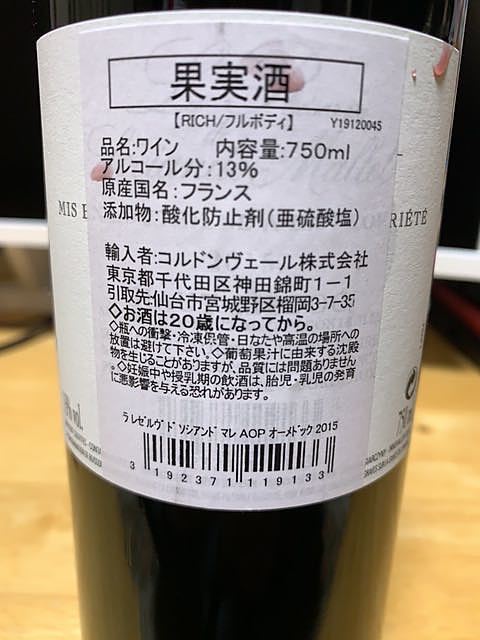 果実酒
【RICH/フルボディ】 Y19120045
品名:ワイン 内容量:750ml
アルコール分:13%
原産国名:フランス
添加物:酸化防止剤(亜硫酸塩)
MIS
RIÉTÉ
輸入者:コルドンヴェール株式会社
東京都千代田区神田錦町1-1
引取先:仙台市宮城野区榴岡3-7-35
◇お酒は20歳になってから。
◇瓶への衝撃・冷凍保管・日なたや高温の場所への
放置は避けて下さい。◇葡萄果汁に由来する沈殿
物を生じることがありますが、品質には問題ありません。
◇妊娠中や授乳期の飲酒は、胎児・乳児の発育
に悪影響を与える恐れがあります。
% vol.
ラ レゼルヴ ド ソシアンド マレ AOP オーメドック 2015
3 192371 119133